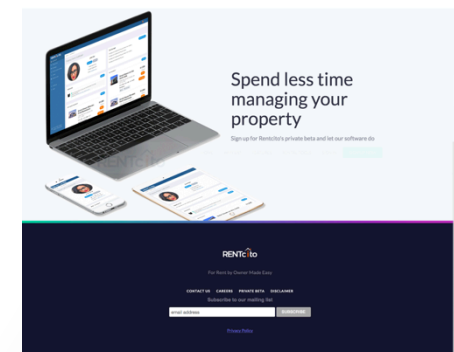 Spend less time
managing your
property
Sign up for Rentcito's private beta and let our software do
RENTcito
RENTcito
For Rent by Owner Made Easy
CONTACT US CAREERS PRIVATE BETA DISCLAIMER
Subscribe to our mailing list
email address SUBSCRIBE
Privacy Policy